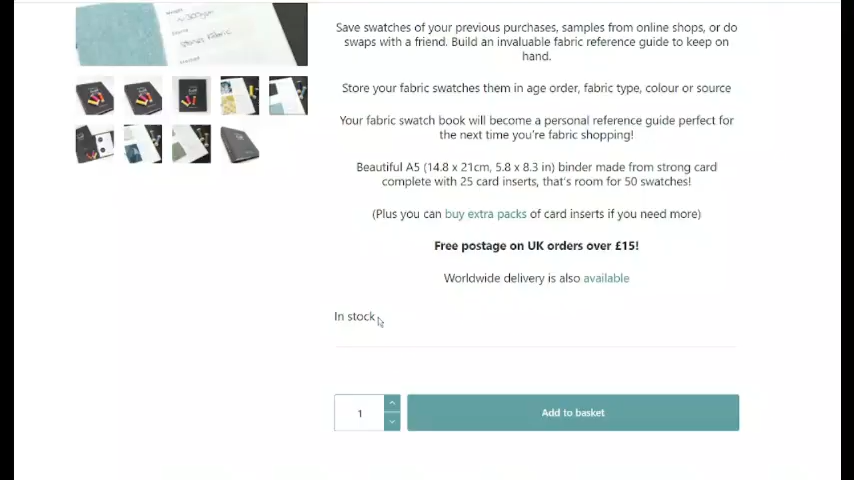 Save swatches of your previous purchases, samples from online shops, or do
swaps with a friend. Build an invaluable fabric reference guide to keep on
hand.
Store your fabric swatches them in age order, fabric type, colour or source
Your fabric swatch book will become a personal reference guide perfect for
the next time you're fabric shopping!
Beautiful A5 (14.8 x 21cm, 5.8 x 8.3 in) binder made from strong card
complete with 25 card inserts, that's room for 50 swatches!
(Plus you can buy extra packs of card inserts if you need more)
Free postage on UK orders over £15!
Worldwide delivery is also available
In stock
1
Add to basket